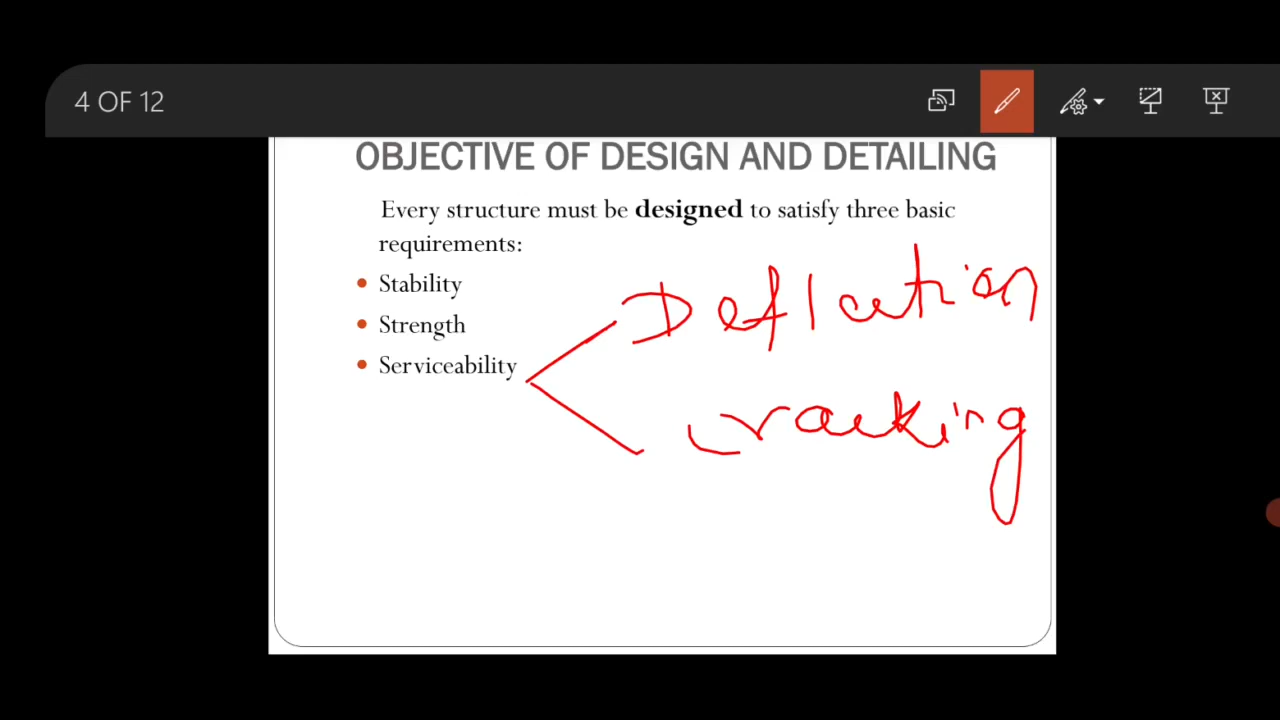 4 OF 12
OBJECTIVE OF DESIGN AND DETAILING
Every structure must be designed to satisfy three basic
requirements:
Stability
Strength
Serviceability
Deflection
Cracking